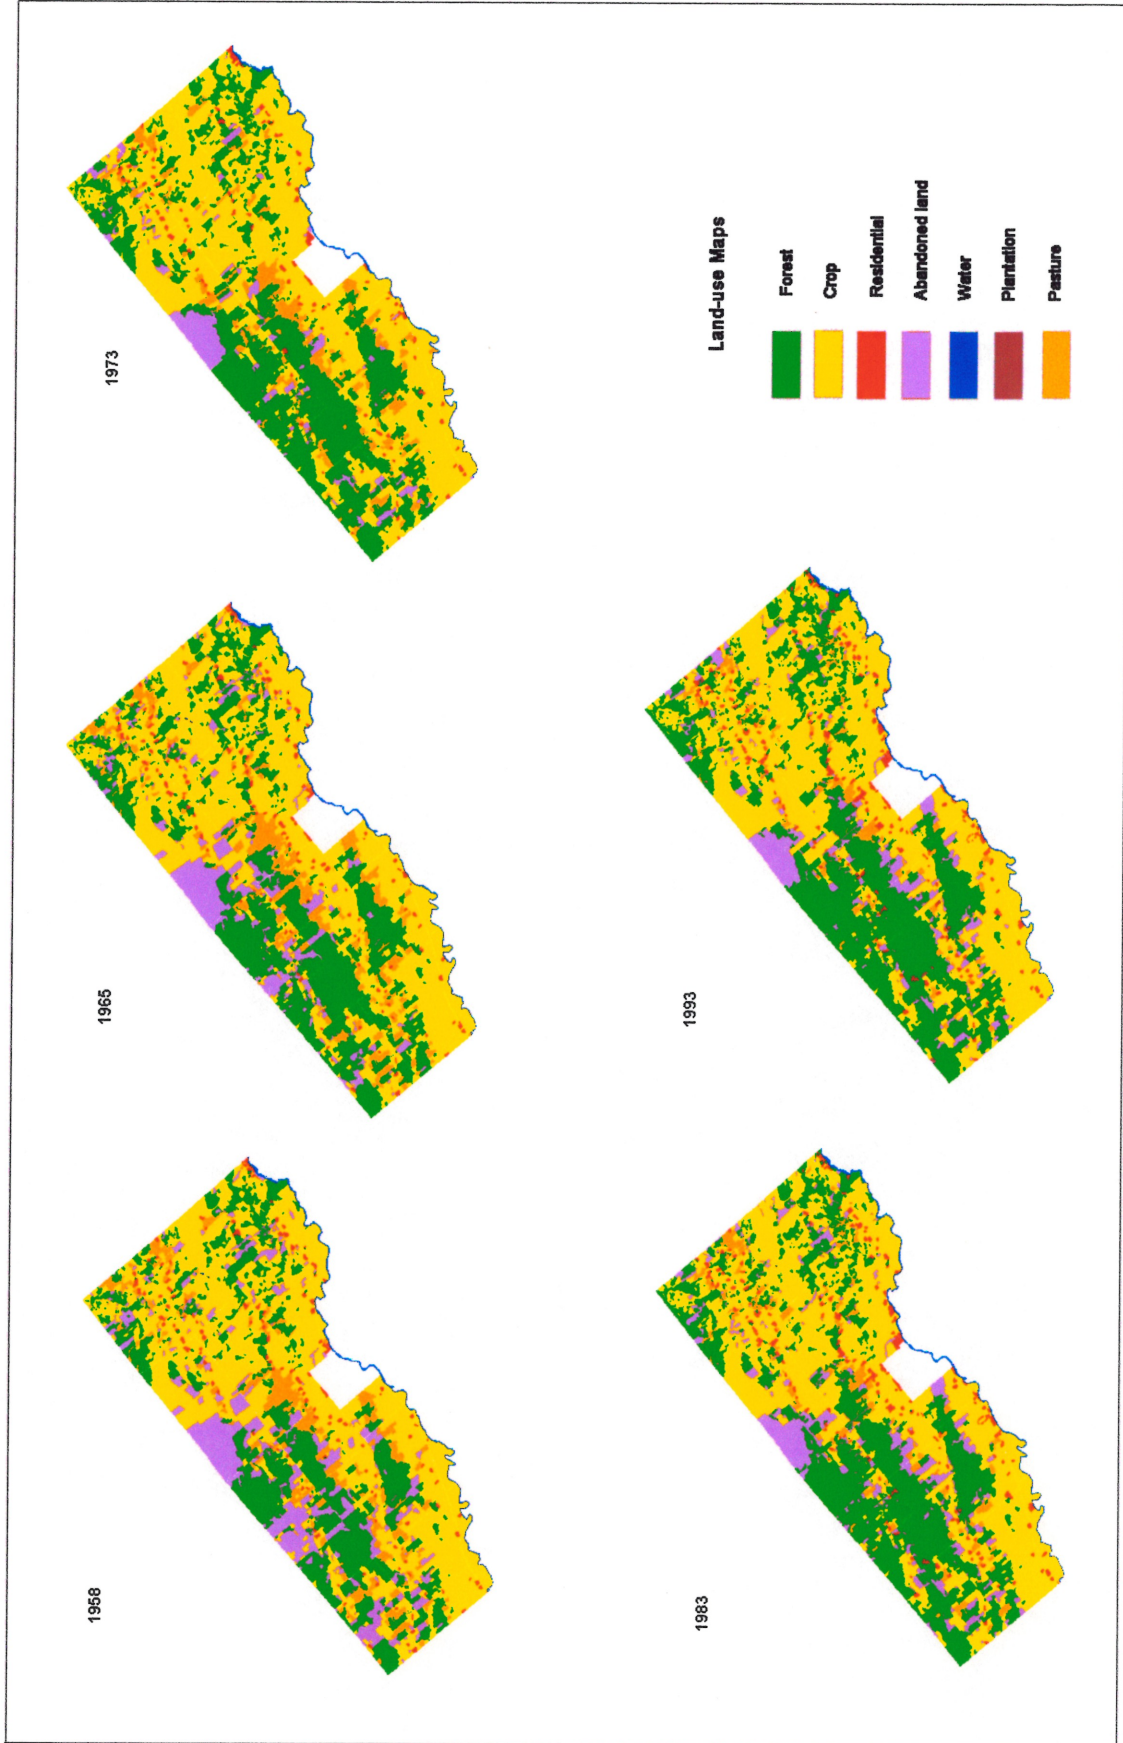 1958
1965
1973
1983
1993
Land-use Maps
Forest
Crop
Residential
Abandoned land
Water
Plantation
Pasture